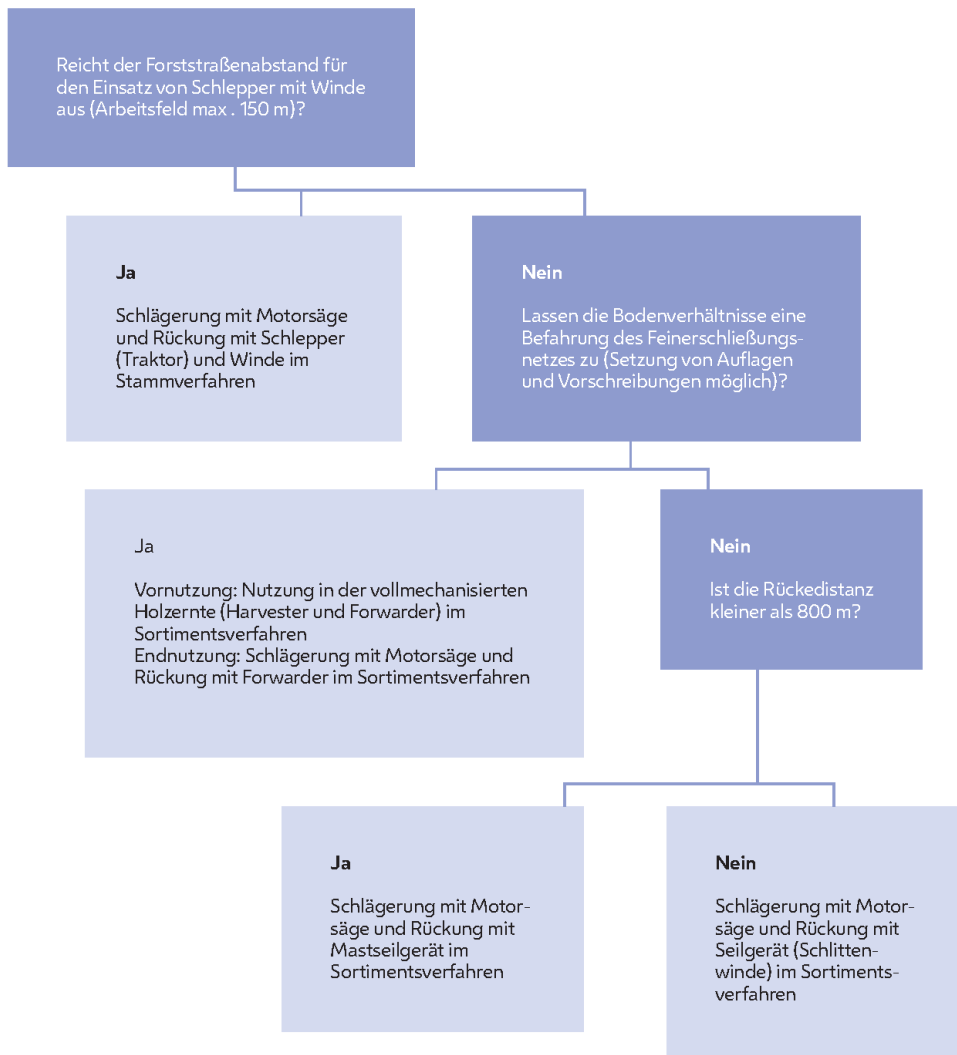 Reicht der Forststraßenabstand für
den Einsatz von Schlepper mit Winde
aus (Arbeitsfeld max . 150 m)?
Ja
Schlägerung mit Motorsäge
und Rückung mit Schlepper
(Traktor) und Winde im
Stammverfahren
Nein
Lassen die Bodenverhältnisse eine
Befahrung des Feinerschließungs-
netzes zu (Setzung von Auflagen
und Vorschreibungen möglich)?
Ja
Vornutzung: Nutzung in der vollmechanisierten
Holzernte (Harvester und Forwarder) im
Sortimentsverfahren
Endnutzung: Schlägerung mit Motorsäge und
Rückung mit Forwarder im Sortimentsverfahren
Nein
Ist die Rückedistanz
kleiner als 800 m?
Ja
Schlägerung mit Motor-
säge und Rückung mit
Mastseilgerät im
Sortimentsverfahren
Nein
Schlägerung mit Motor-
säge und Rückung mit
Seilgerät (Schlitten-
winde) im Sortiments-
verfahren